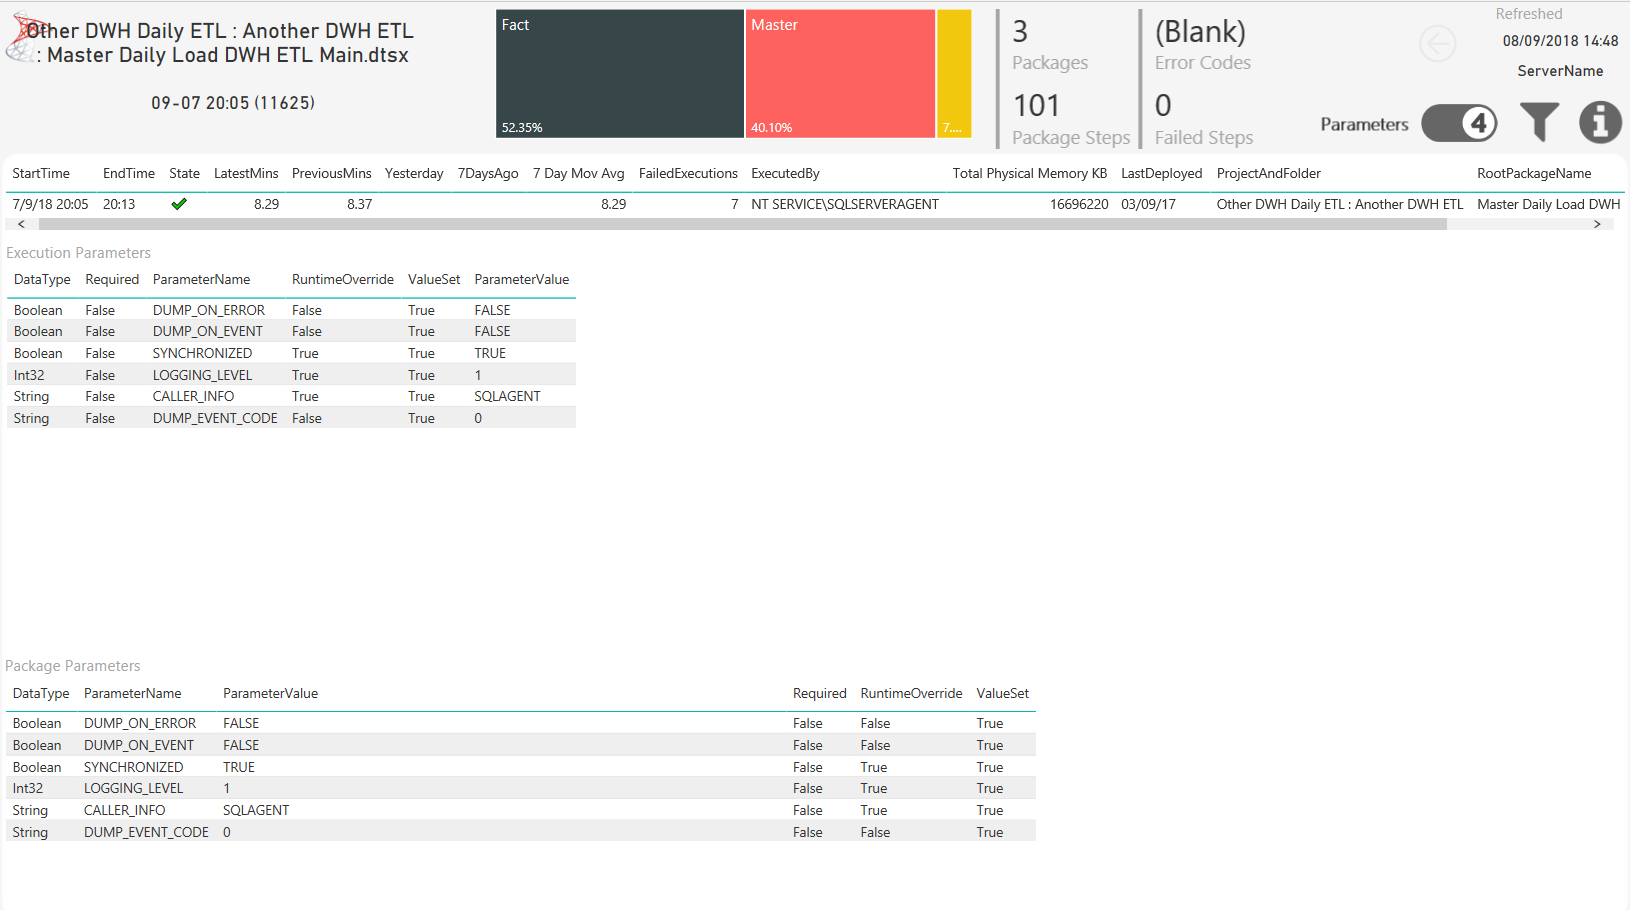 Other DWH Daily ETL : Another DWH ETL
: Master Daily Load DWH ETL Main.dtsx
09-07 20:05 (11625)
Fact
52.35%
Master
40.10%
7....
3
Packages
101
Package Steps
(Blank)
Error Codes
0
Failed Steps
Refreshed
08/09/2018 14:48
ServerName
Parameters 4
StartTime EndTime State LatestMins PreviousMins Yesterday 7DaysAgo 7 Day Mov Avg FailedExecutions ExecutedBy Total Physical Memory KB LastDeployed ProjectAndFolder RootPackageName
7/9/18 20:05 20:13 8.29 8.37 8.29 7 NT SERVICE\SQLSERVERAGENT 16696220 03/09/17 Other DWH Daily ETL : Another DWH ETL Master Daily Load DWH
Execution Parameters
DataType Required ParameterName RuntimeOverride ValueSet ParameterValue
Boolean False DUMP_ON_ERROR False True FALSE
Boolean False DUMP_ON_EVENT False True FALSE
Boolean False SYNCHRONIZED True True TRUE
Int32 False LOGGING_LEVEL True True 1
String False CALLER_INFO True True SQLAGENT
String False DUMP_EVENT_CODE False True 0
Package Parameters
DataType ParameterName ParameterValue Required RuntimeOverride ValueSet
Boolean DUMP_ON_ERROR FALSE False False True
Boolean DUMP_ON_EVENT FALSE False False True
Boolean SYNCHRONIZED TRUE False True True
Int32 LOGGING_LEVEL 1 False True True
String CALLER_INFO SQLAGENT False True True
String DUMP_EVENT_CODE 0 False False True